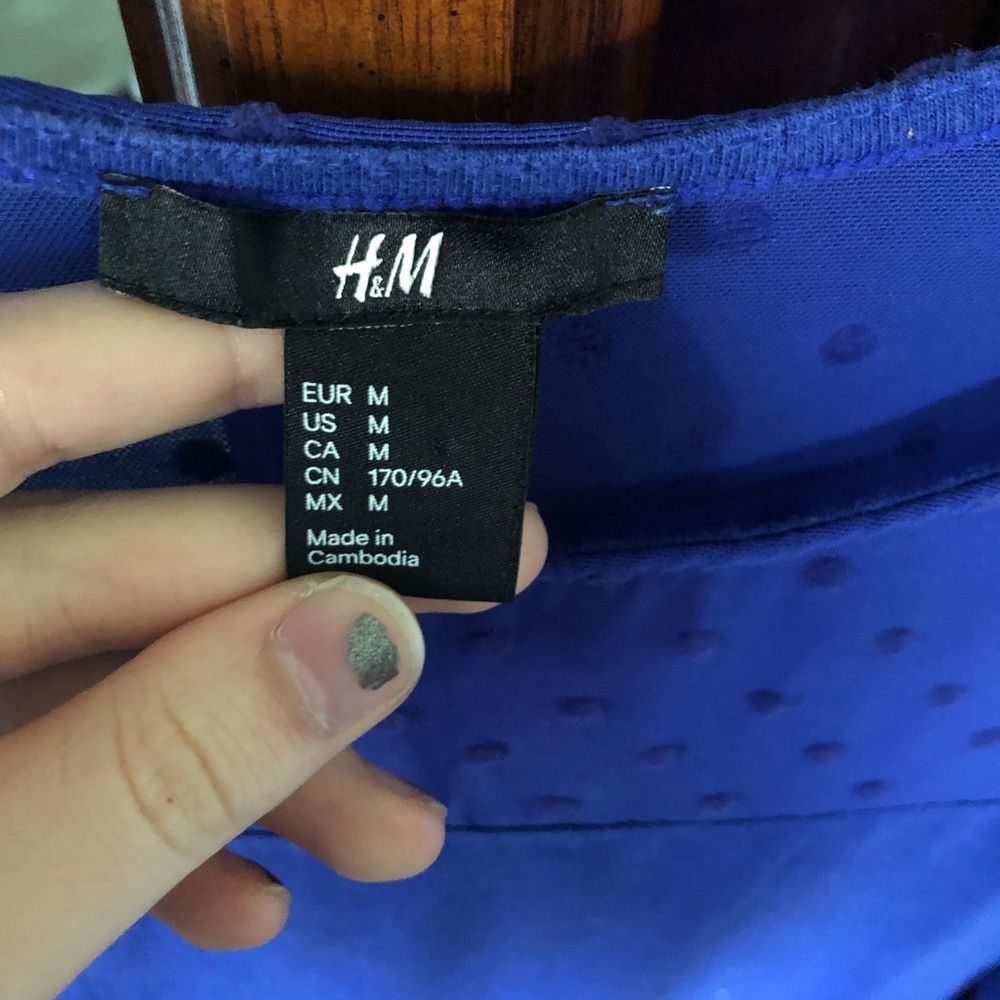 H&M
EUR M
US M
CA M
CN 170/96A
MX M
Made in
Cambodia